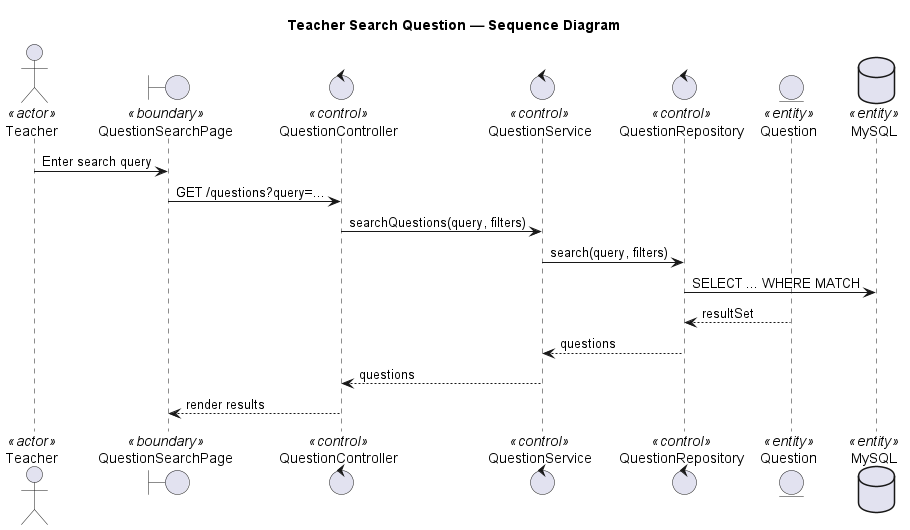 Teacher Search Question — Sequence Diagram
«actor» «boundary» «control» «control» «control» «entity» «entity»
Teacher QuestionSearchPage QuestionController QuestionService QuestionRepository Question MySQL
Enter search query
GET /questions?query=...
searchQuestions(query, filters)
search(query, filters)
SELECT ... WHERE MATCH
resultSet
questions
questions
render results
«actor» «boundary» «control» «control» «control» «entity» «entity»
Teacher QuestionSearchPage QuestionController QuestionService QuestionRepository Question MySQL